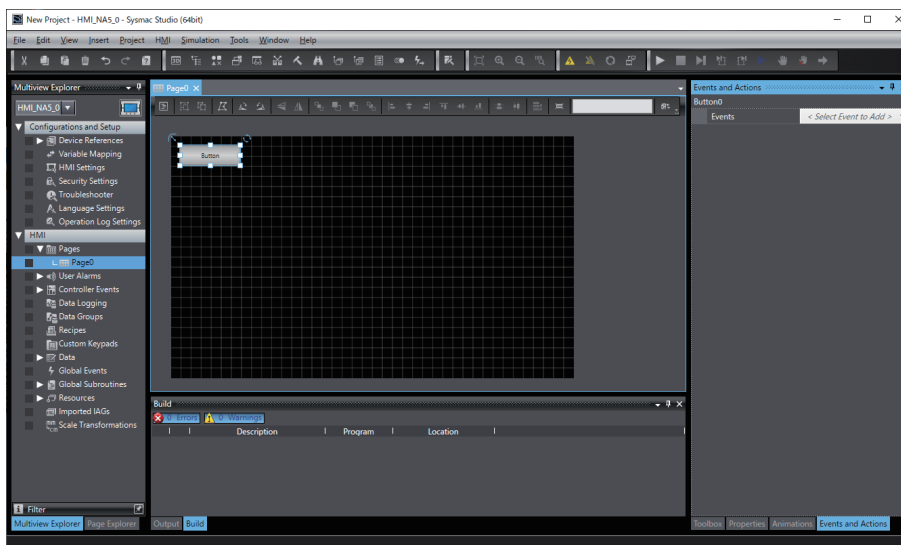 New Project - HMI_NA5_0 - Sysmac Studio (64bit)
File Edit View Insert Project HMI Simulation Tools Window Help
Multiview Explorer
HMI_NA5_0
Configurations and Setup
Device References
Variable Mapping
HMI Settings
Security Settings
Troubleshooter
Language Settings
Operation Log Settings
HMI
Pages
Page0
User Alarms
Controller Events
Data Logging
Data Groups
Recipes
Custom Keypads
Data
Global Events
Global Subroutines
Resources
Imported IAGs
Scale Transformations
Filter
Multiview Explorer Page Explorer
Page0
Button
Build
0 Errors 0 Warnings
Description Program Location
Output Build
Events and Actions
Button0
Events < Select Event to Add >
Toolbox Properties Animations Events and Actions